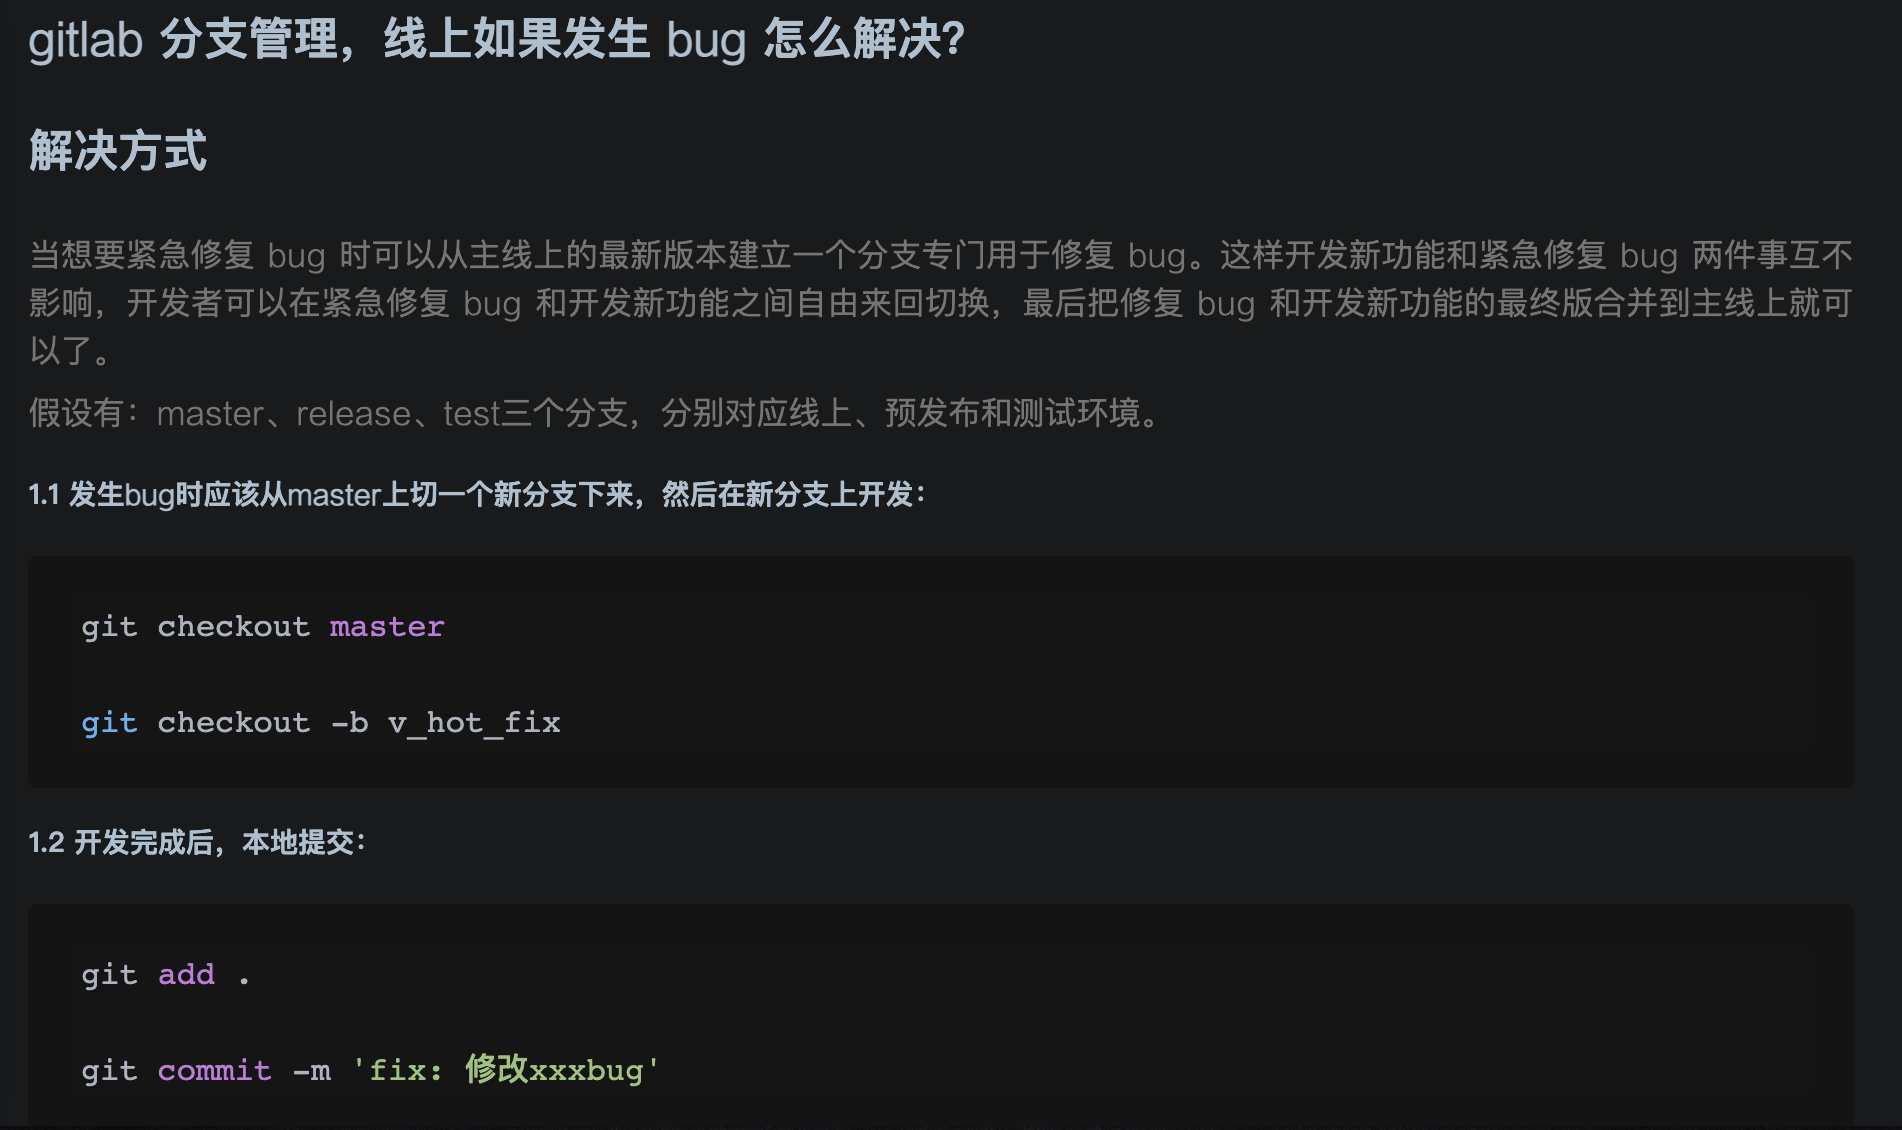 gitlab 分支管理，线上如果发生 bug 怎么解决？
解决方式
当想要紧急修复 bug 时可以从主线上的最新版本建立一个分支专门用于修复 bug。这样开发新功能和紧急修复 bug 两件事互不
影响，开发者可以在紧急修复 bug 和开发新功能之间自由来回切换，最后把修复 bug 和开发新功能的最终版合并到主线上就可
以了。
假设有：master、release、test三个分支，分别对应线上、预发布和测试环境。
1.1 发生bug时应该从master上切一个新分支下来，然后在新分支上开发：
git checkout master
git checkout -b v_hot_fix
1.2 开发完成后，本地提交：
git add .
git commit -m 'fix: 修改xxxbug'